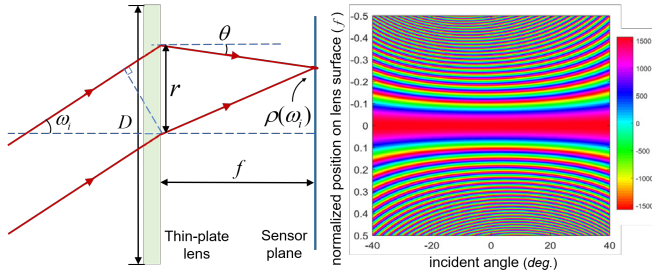 θ
r
ω_i
D
ρ(ω_i)
f
Thin-plate
lens
Sensor
plane
normalized position on lens surface (f)
-0.5
-0.4
-0.3
-0.2
-0.1
0
0.1
0.2
0.3
0.4
0.5
-40
-20
0
20
40
incident angle (deg.)
1500
1000
500
0
-500
-1000
-1500